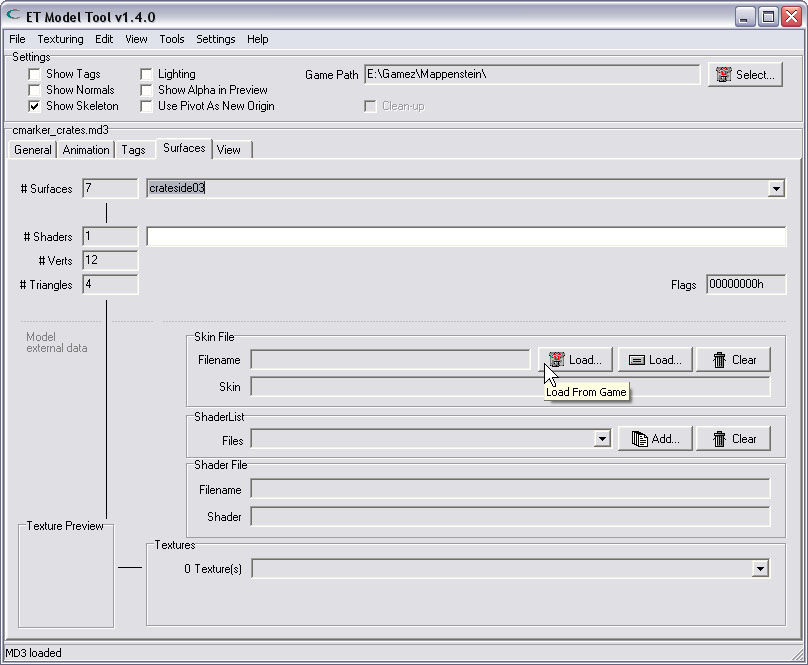 ET Model Tool v1.4.0
File Texturing Edit View Tools Settings Help
Settings
Show Tags Lighting Game Path E:\Gamez\Mappenstein\ Select...
Show Normals Show Alpha in Preview
Show Skeleton Use Pivot As New Origin Clean-up
cmarker_crates.md3
General Animation Tags Surfaces View
# Surfaces 7 crateside03
# Shaders 1
# Verts 12
# Triangles 4 Flags 00000000h
Model
external data
Skin File
Filename Load... Load... Clear
Skin Load From Game
ShaderList
Files Add... Clear
Shader File
Filename
Shader
Texture Preview
Textures
0 Texture(s)
MD3 loaded